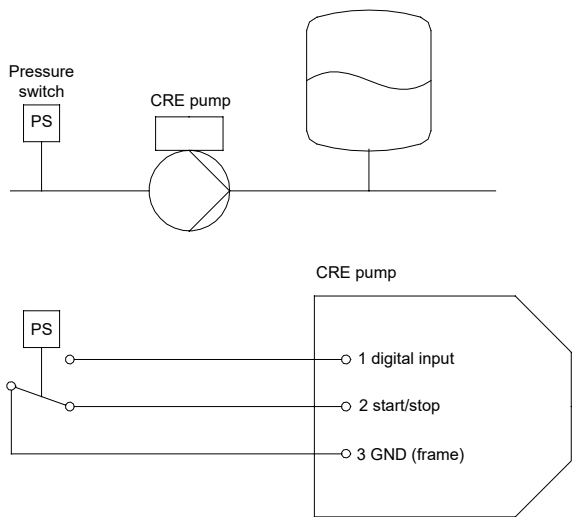 Pressure
switch
PS
CRE pump
CRE pump
PS
1 digital input
2 start/stop
3 GND (frame)